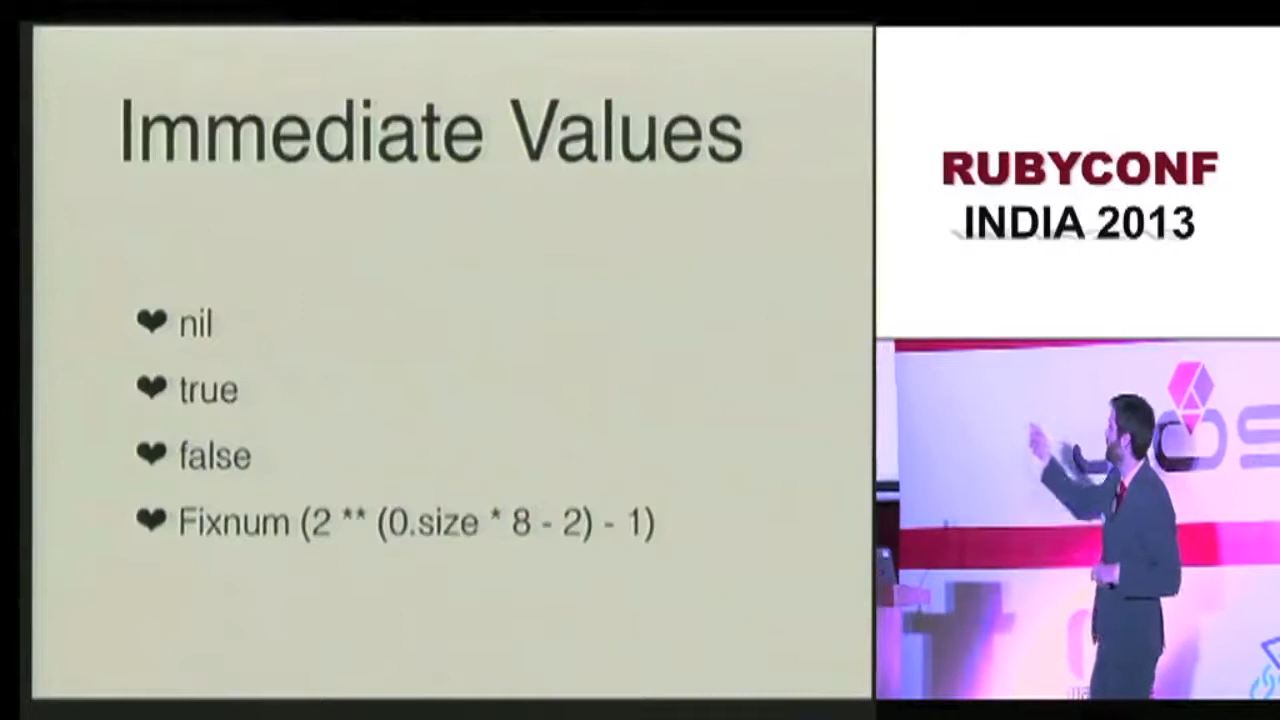 Immediate Values
❤ nil
❤ true
❤ false
❤ Fixnum (2 ** (0.size * 8 - 2) - 1)
RUBYCONF
INDIA 2013